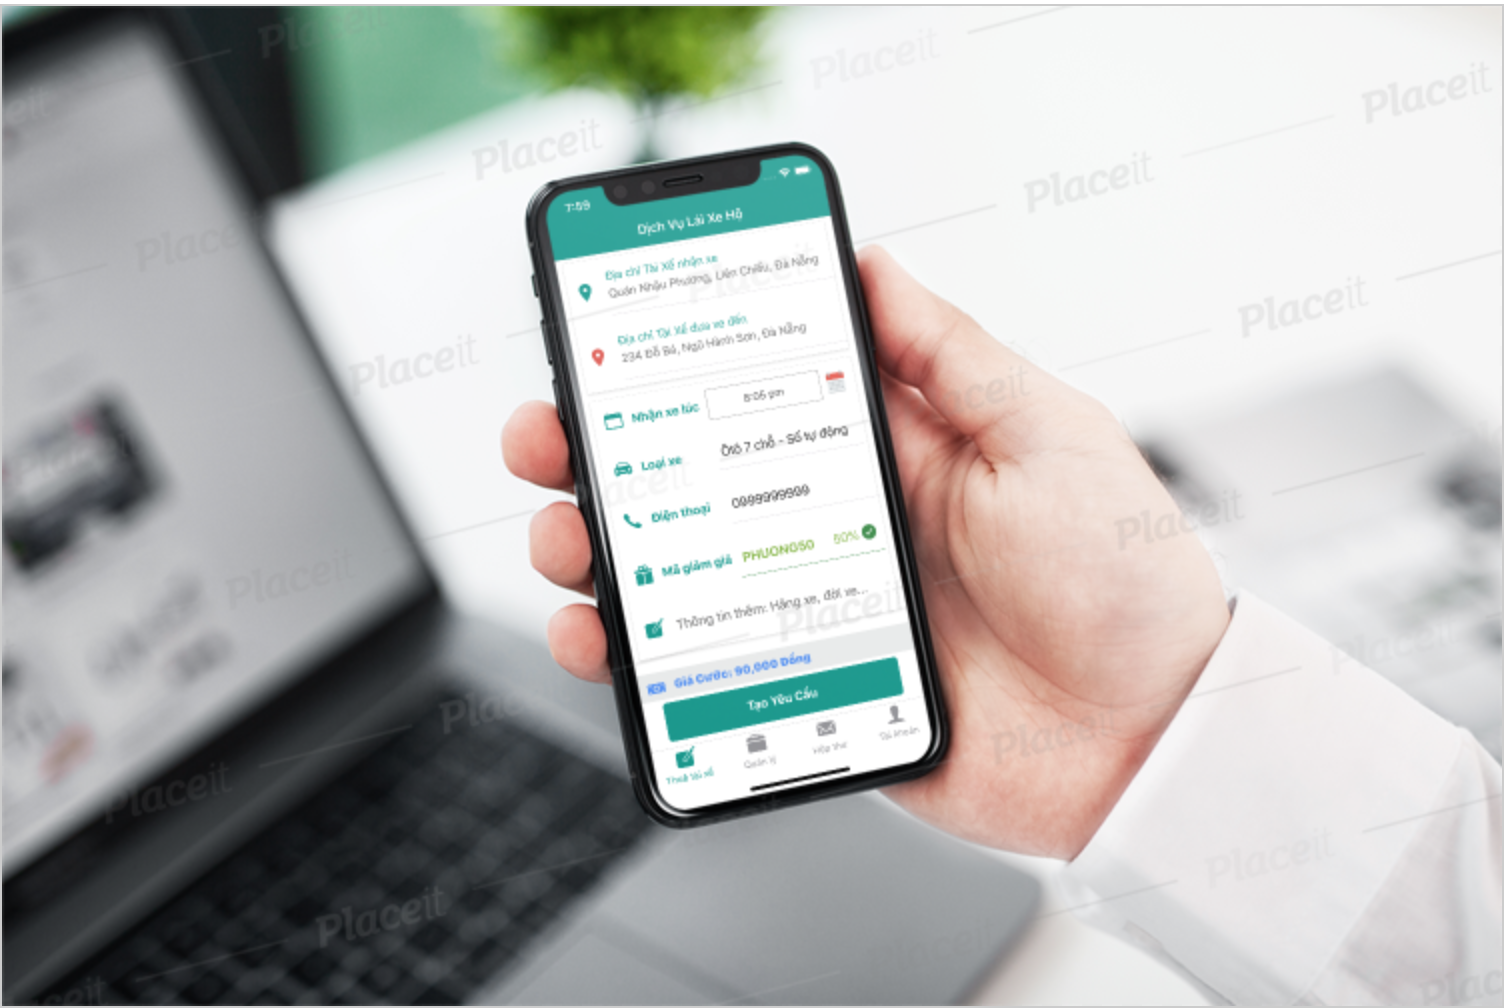 7:59
Dịch Vụ Lái Xe Hộ
Địa chỉ Tài Xế nhận xe
Quán Nhậu Phương, Liên Chiểu, Đà Nẵng
Địa chỉ Tài Xế đưa xe đến
234 Đỗ Bá, Ngũ Hành Sơn, Đà Nẵng
Nhận xe lúc 8:05 pm
Loại xe Ôtô 7 chỗ - Số tự động
Điện thoại 0999999999
Mã giảm giá PHUONG50 50%
Thông tin thêm: Hãng xe, đời xe...
Giá Cước: 90,000 Đồng
Tạo Yêu Cầu
Thuê tài xế Quản lý Hộp thư Tài khoản
Placeit